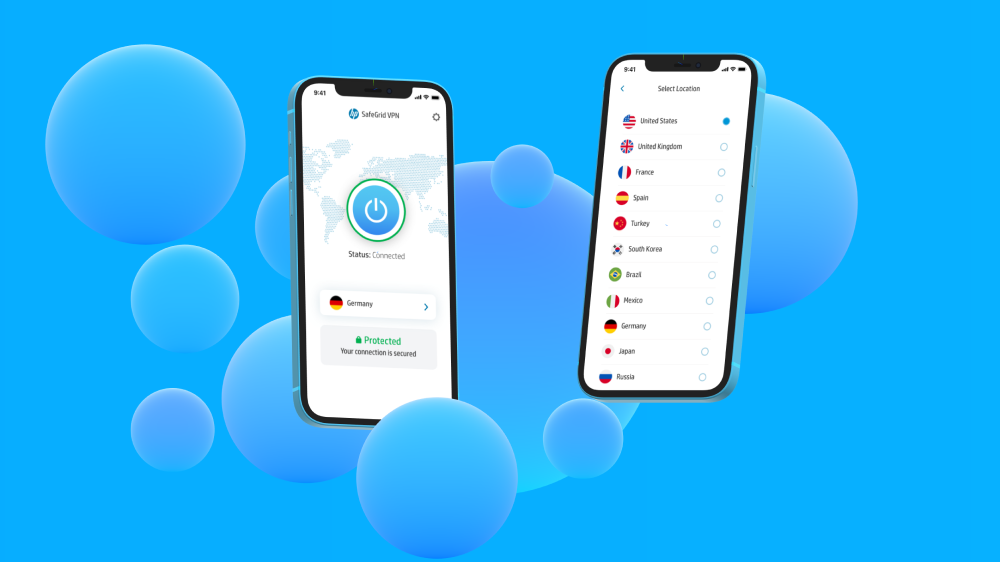 9:41
hp SafeGrid VPN
Status: Connected
Germany
Protected
Your connection is secured
9:41
Select Location
United States
United Kingdom
France
Spain
Turkey
South Korea
Brazil
Mexico
Germany
Japan
Russia